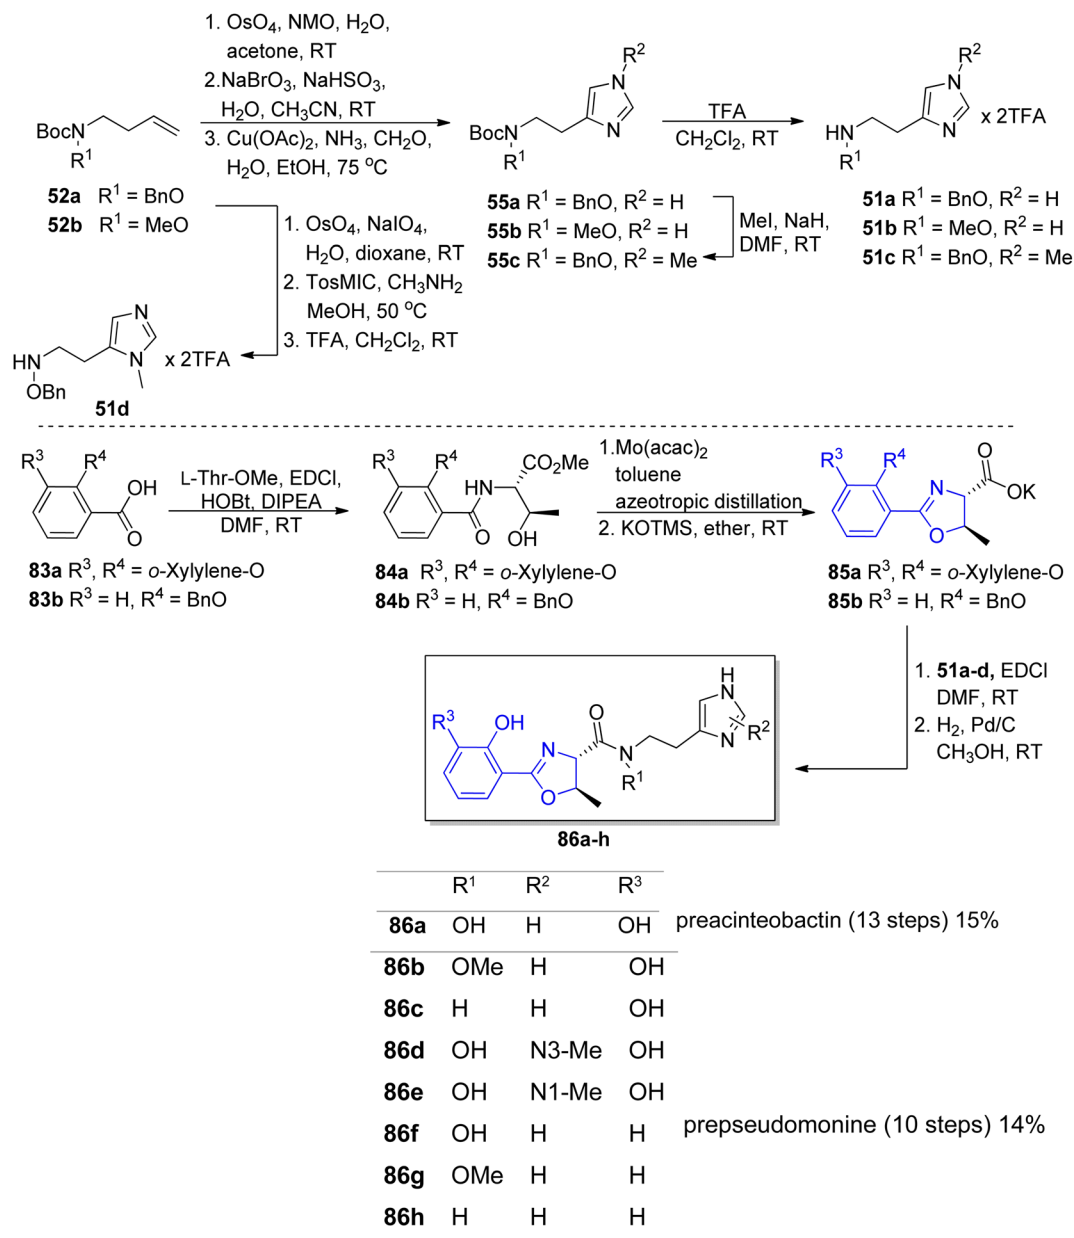 1. OsO4, NMO, H2O,
acetone, RT
2.NaBrO3, NaHSO3,
H2O, CH3CN, RT
3. Cu(OAc)2, NH3, CH2O,
H2O, EtOH, 75 °C
BocN
R1
52a R1 = BnO
52b R1 = MeO
R2
N
N
BocN
R1
55a R1 = BnO, R2 = H
55b R1 = MeO, R2 = H
55c R1 = BnO, R2 = Me
TFA
CH2Cl2, RT
MeI, NaH,
DMF, RT
R2
N
N
x 2TFA
HN
R1
51a R1 = BnO, R2 = H
51b R1 = MeO, R2 = H
51c R1 = BnO, R2 = Me
1. OsO4, NaIO4,
H2O, dioxane, RT
2. TosMIC, CH3NH2
MeOH, 50 °C
3. TFA, CH2Cl2, RT
N
N
HN
OBn
x 2TFA
51d
R3
R4
OH
O
83a R3, R4 = o-Xylylene-O
83b R3 = H, R4 = BnO
L-Thr-OMe, EDCI,
HOBt, DIPEA
DMF, RT
R3
R4
HN
CO2Me
O
OH
84a R3, R4 = o-Xylylene-O
84b R3 = H, R4 = BnO
1.Mo(acac)2
toluene
azeotropic distillation
2. KOTMS, ether, RT
R3
R4
N
O
O
OK
85a R3, R4 = o-Xylylene-O
85b R3 = H, R4 = BnO
1. 51a-d, EDCI
DMF, RT
2. H2, Pd/C
CH3OH, RT
R3
OH
N
O
O
N
R1
H
N
N
R2
86a-h
R1 R2 R3
86a OH H OH preacinteobactin (13 steps) 15%
86b OMe H OH
86c H H OH
86d OH N3-Me OH
86e OH N1-Me OH
86f OH H H prepseudomonine (10 steps) 14%
86g OMe H H
86h H H H